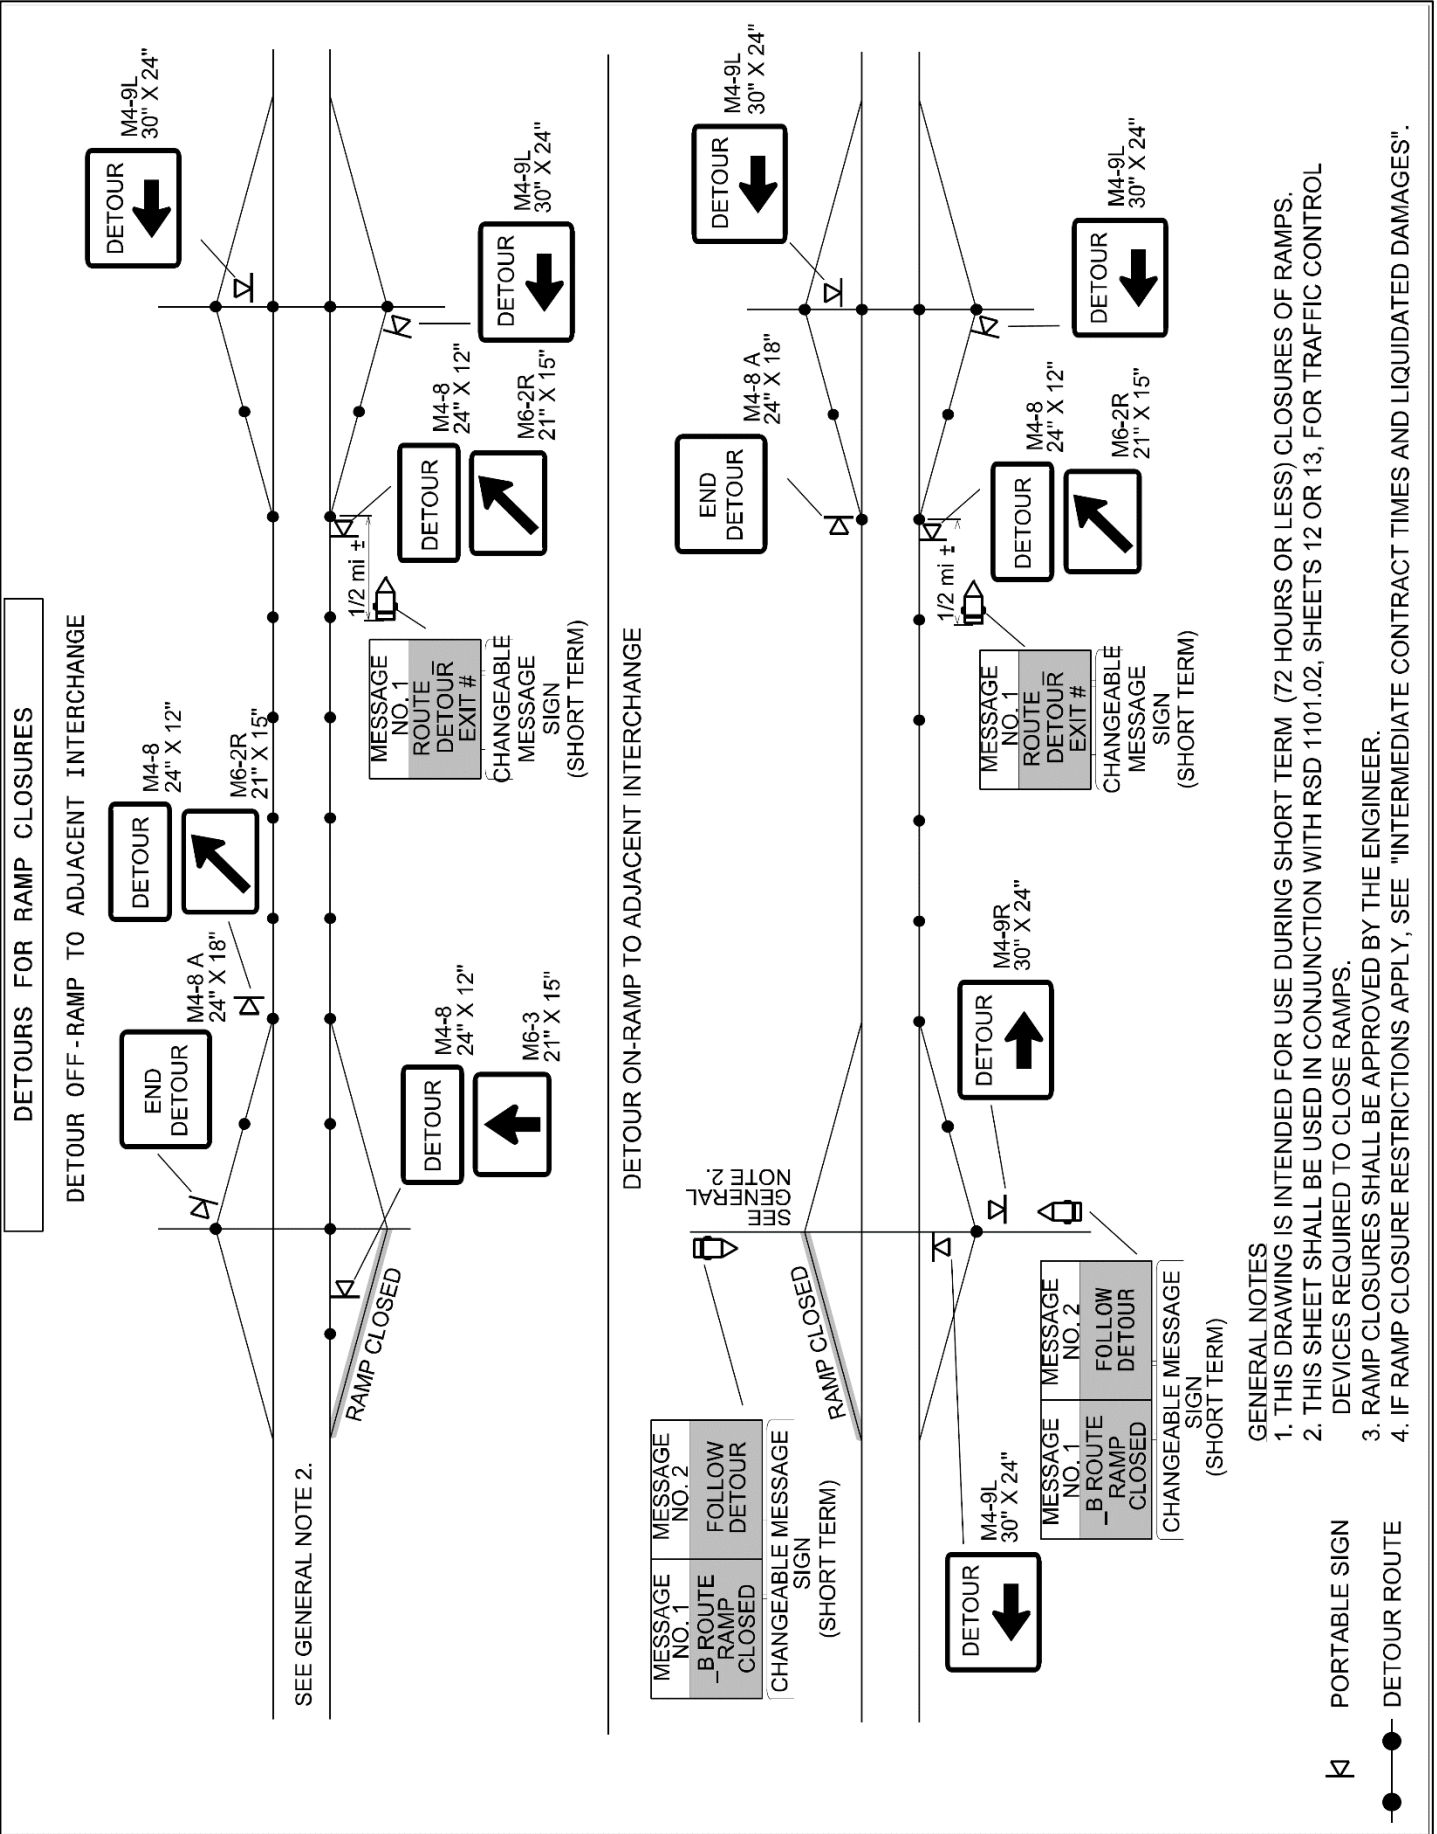 DETOURS FOR RAMP CLOSURES
DETOUR OFF-RAMP TO ADJACENT INTERCHANGE
M4-9L
30" X 24"
DETOUR
M4-8
24" X 12"
DETOUR
M6-2R
21" X 15"
M4-8 A
24" X 18"
END
DETOUR
SEE GENERAL NOTE 2.
RAMP CLOSED
DETOUR
M4-8
24" X 12"
M6-3
21" X 15"
1/2 mi ±
MESSAGE
NO. 1
ROUTE
DETOUR
EXIT #_
CHANGEABLE
MESSAGE
SIGN
(SHORT TERM)
DETOUR
M4-8
24" X 12"
M6-2R
21" X 15"
DETOUR
M4-9L
30" X 24"
DETOUR ON-RAMP TO ADJACENT INTERCHANGE
MESSAGE
NO. 1
MESSAGE
NO. 2
_B ROUTE
RAMP
CLOSED
FOLLOW
DETOUR
CHANGEABLE MESSAGE
SIGN
(SHORT TERM)
SEE
GENERAL
NOTE 2.
RAMP CLOSED
END
DETOUR
M4-8 A
24" X 18"
DETOUR
M4-9L
30" X 24"
DETOUR
M4-9L
30" X 24"
DETOUR
M4-9R
30" X 24"
MESSAGE
NO. 1
MESSAGE
NO. 2
_B ROUTE
RAMP
CLOSED
FOLLOW
DETOUR
CHANGEABLE MESSAGE
SIGN
(SHORT TERM)
1/2 mi ±
MESSAGE
NO. 1
ROUTE
DETOUR
EXIT #_
CHANGEABLE
MESSAGE
SIGN
(SHORT TERM)
DETOUR
M4-8
24" X 12"
M6-2R
21" X 15"
DETOUR
M4-9L
30" X 24"
GENERAL NOTES
1. THIS DRAWING IS INTENDED FOR USE DURING SHORT TERM (72 HOURS OR LESS) CLOSURES OF RAMPS.
2. THIS SHEET SHALL BE USED IN CONJUNCTION WITH RSD 1101.02, SHEETS 12 OR 13, FOR TRAFFIC CONTROL
DEVICES REQUIRED TO CLOSE RAMPS.
3. RAMP CLOSURES SHALL BE APPROVED BY THE ENGINEER.
4. IF RAMP CLOSURE RESTRICTIONS APPLY, SEE "INTERMEDIATE CONTRACT TIMES AND LIQUIDATED DAMAGES".
PORTABLE SIGN
DETOUR ROUTE